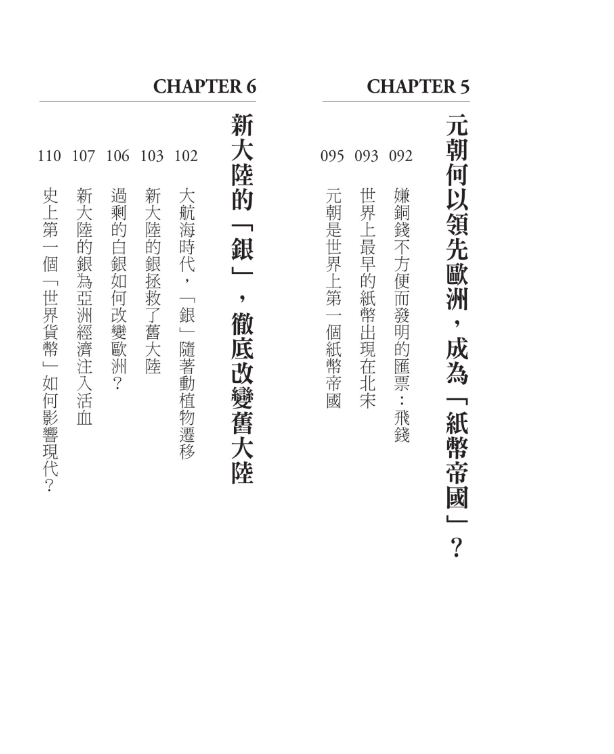 CHAPTER 5
元朝何以領先歐洲，成為「紙幣帝國」？
092 嫌銅錢不方便而發明的匯票：飛錢
093 世界上最早的紙幣出現在北宋
095 元朝是世界上第一個紙幣帝國
CHAPTER 6
新大陸的「銀」，徹底改變舊大陸
102 大航海時代，「銀」隨著動植物遷移
103 新大陸的銀拯救了舊大陸
106 過剩的白銀如何改變歐洲？
107 新大陸的銀為亞洲經濟注入活血
110 史上第一個「世界貨幣」如何影響現代？